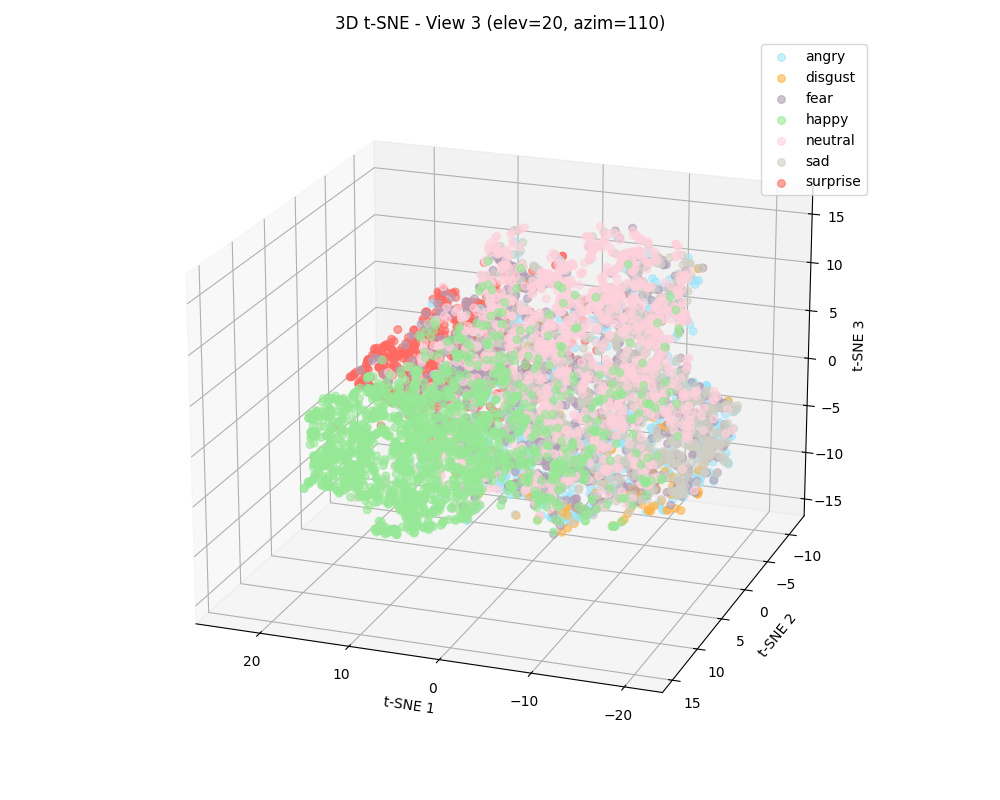 3D t-SNE - View 3 (elev=20, azim=110)
angry
disgust
fear
happy
neutral
sad
surprise
15
10
5
0
−5
−10
−15
t-SNE 3
−10
−5
0
5
10
15
t-SNE 2
20
10
0
−10
−20
t-SNE 1